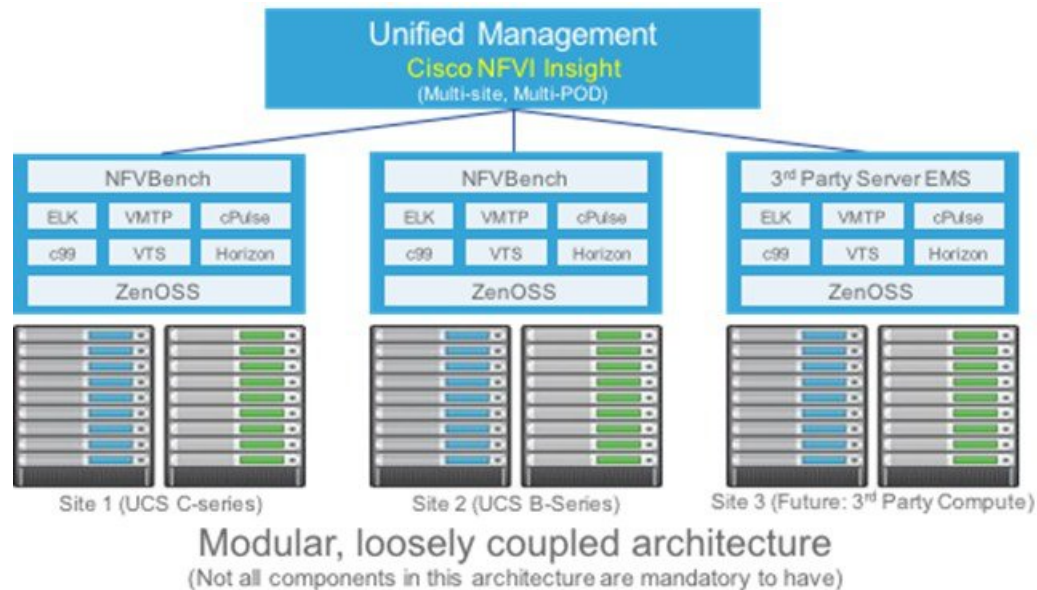 Unified Management
Cisco NFVI Insight
(Multi-site, Multi-POD)
NFVBench
ELK VMTP cPulse
c99 VTS Horizon
ZenOSS
Site 1 (UCS C-series)
NFVBench
ELK VMTP cPulse
c99 VTS Horizon
ZenOSS
Site 2 (UCS B-Series)
3rd Party Server EMS
ELK VMTP cPulse
c99 VTS Horizon
ZenOSS
Site 3 (Future: 3rd Party Compute)
Modular, loosely coupled architecture
(Not all components in this architecture are mandatory to have)